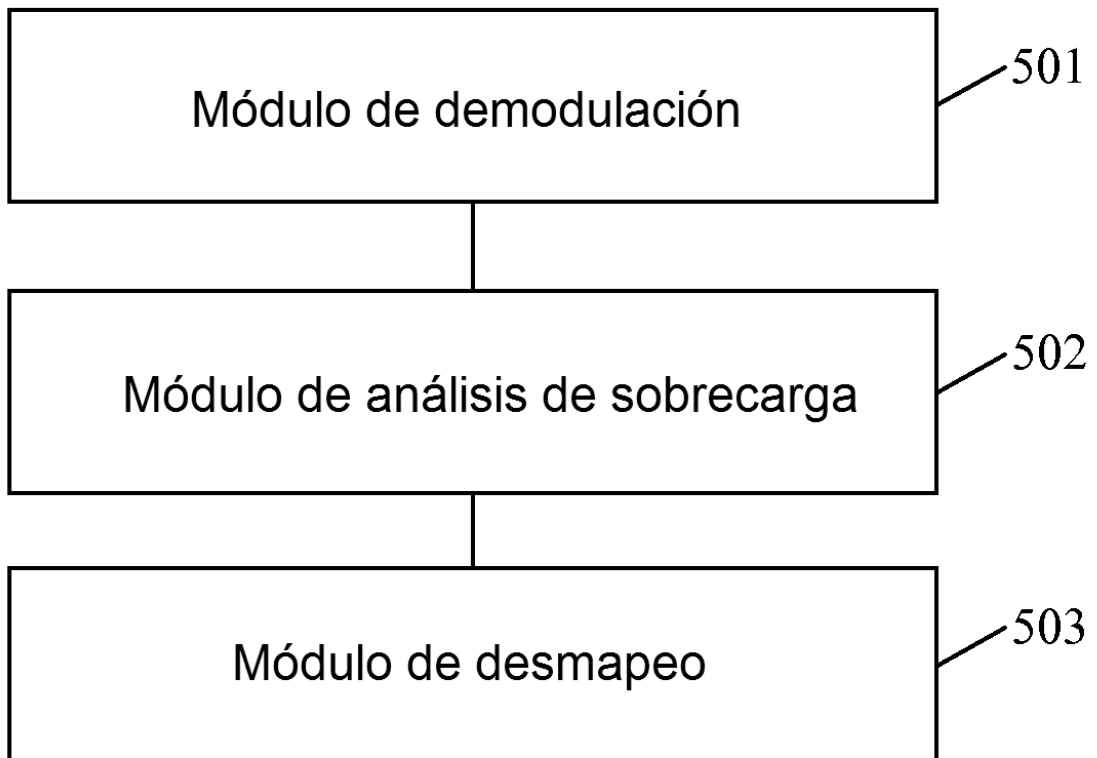 Módulo de demodulación
501
Módulo de análisis de sobrecarga
502
Módulo de desmapeo
503